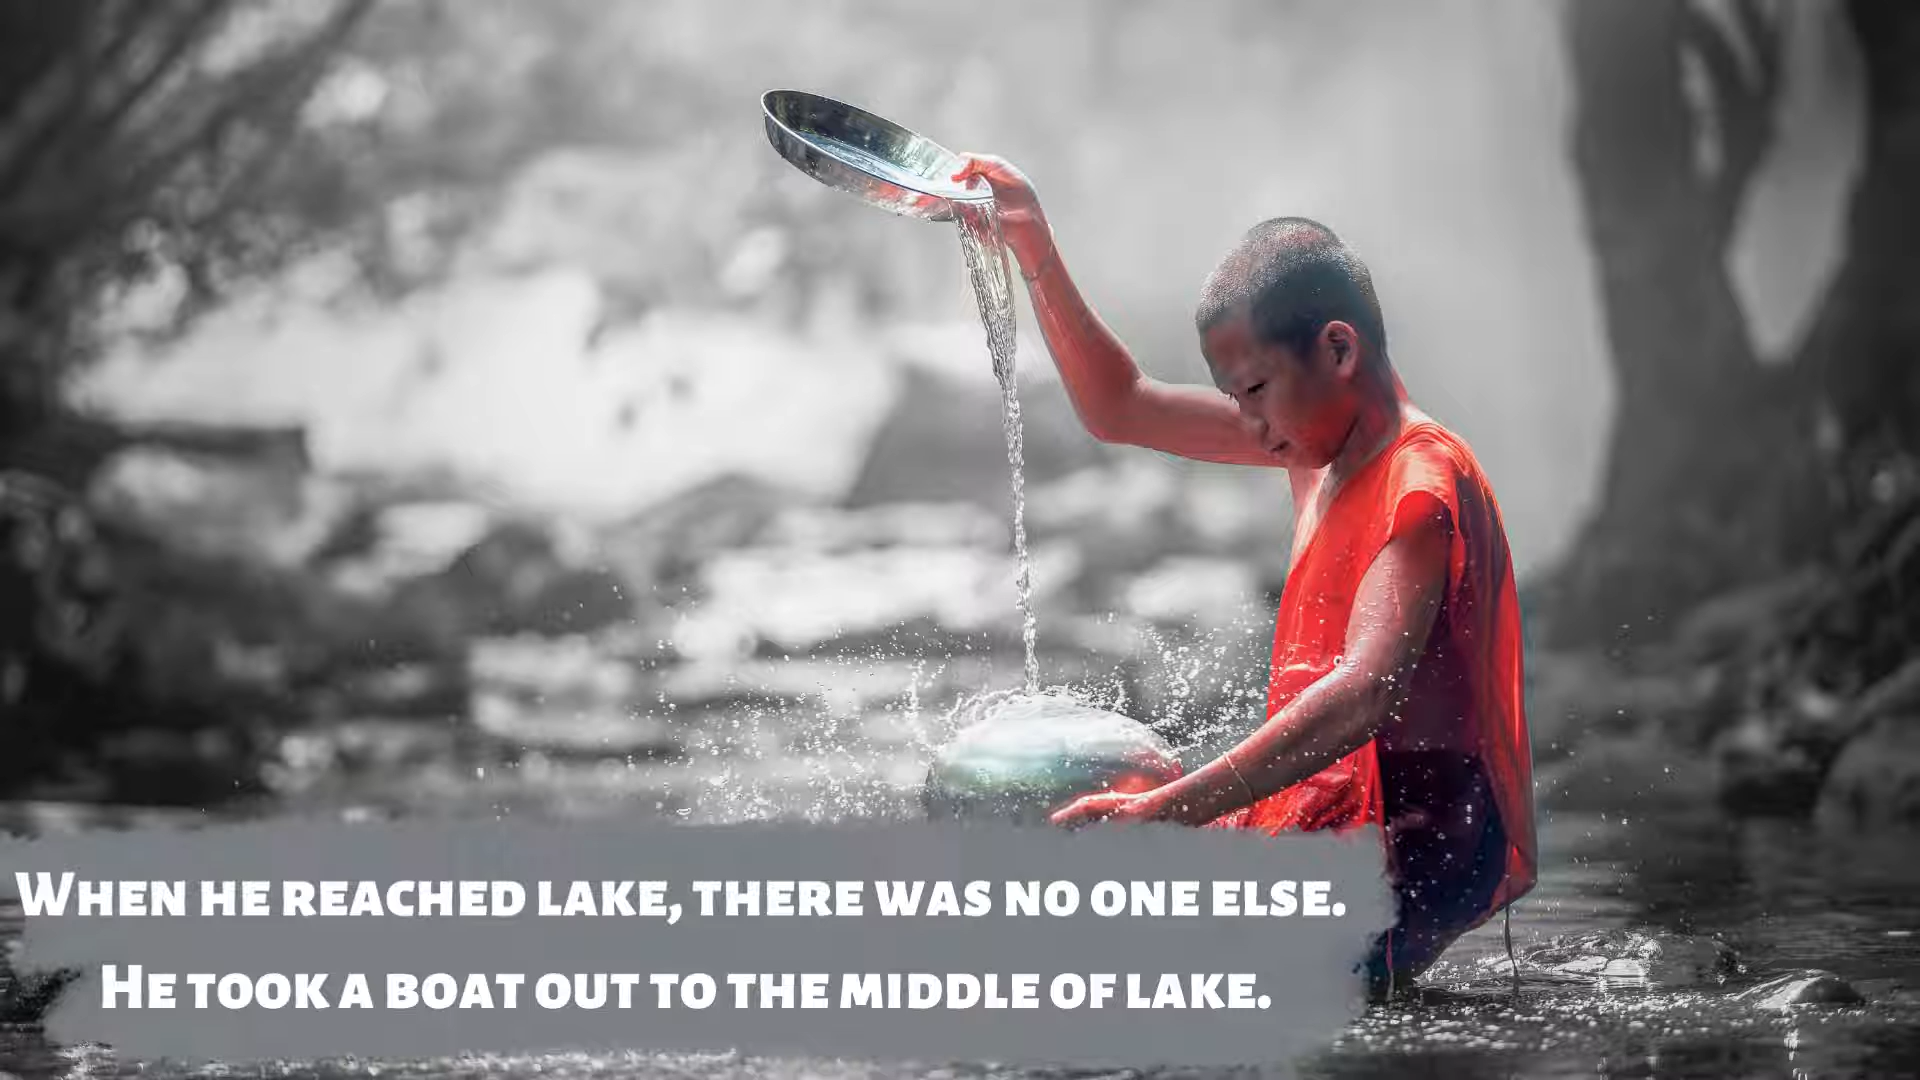 When he reached lake, there was no one else.
He took a boat out to the middle of lake.